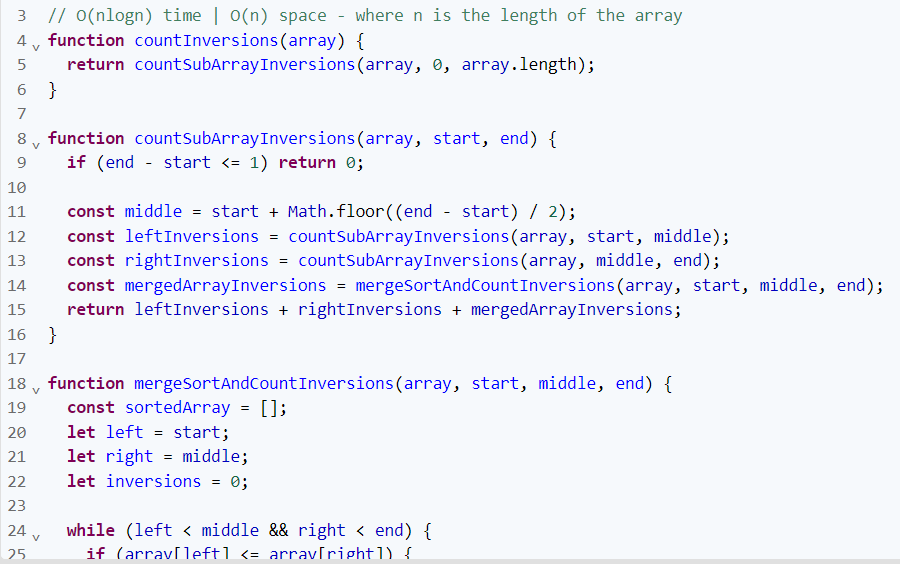 3 // O(nlogn) time | O(n) space - where n is the length of the array
4 function countInversions(array) {
5 return countSubArrayInversions(array, 0, array.length);
6 }
7
8 function countSubArrayInversions(array, start, end) {
9 if (end - start <= 1) return 0;
10
11 const middle = start + Math.floor((end - start) / 2);
12 const leftInversions = countSubArrayInversions(array, start, middle);
13 const rightInversions = countSubArrayInversions(array, middle, end);
14 const mergedArrayInversions = mergeSortAndCountInversions(array, start, middle, end);
15 return leftInversions + rightInversions + mergedArrayInversions;
16 }
17
18 function mergeSortAndCountInversions(array, start, middle, end) {
19 const sortedArray = [];
20 let left = start;
21 let right = middle;
22 let inversions = 0;
23
24 while (left < middle && right < end) {
25 if (array[left] <= array[right]) {